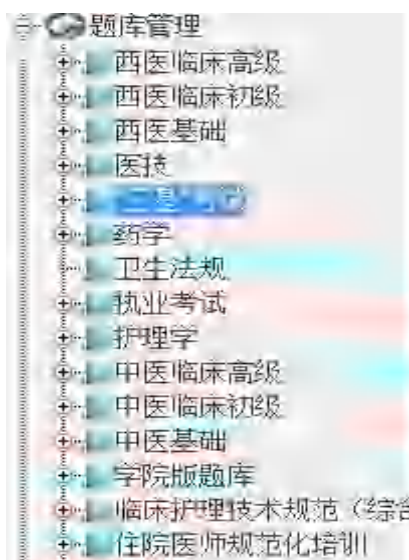 题库管理
西医临床高级
西医临床初级
西医基础
医技
药学
卫生法规
执业考试
护理学
中医临床高级
中医临床初级
中医基础
学院版题库
临床护理技术规范（综合
住院医师规范化培训